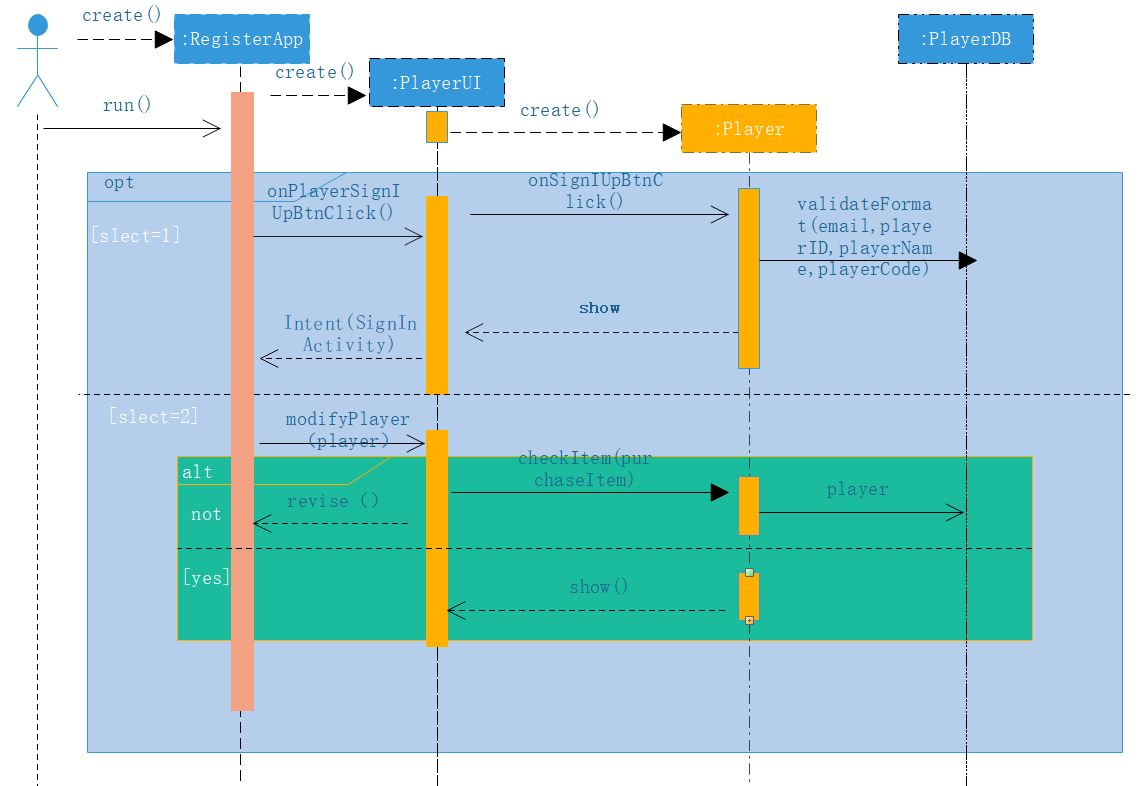 create()
:RegisterApp
:PlayerDB
create()
:PlayerUI
run()
create()
:Player
opt
onPlayerSignI
UpBtnClick()
onSignIUpBtnC
lick()
[slect=1]
validateForma
t(email,playe
rID,playerNam
e,playerCode)
show
Intent(SignIn
Activity)
[slect=2]
modifyPlayer
(player)
checkItem(pur
chaseItem)
alt
revise ()
player
not
[yes]
show()